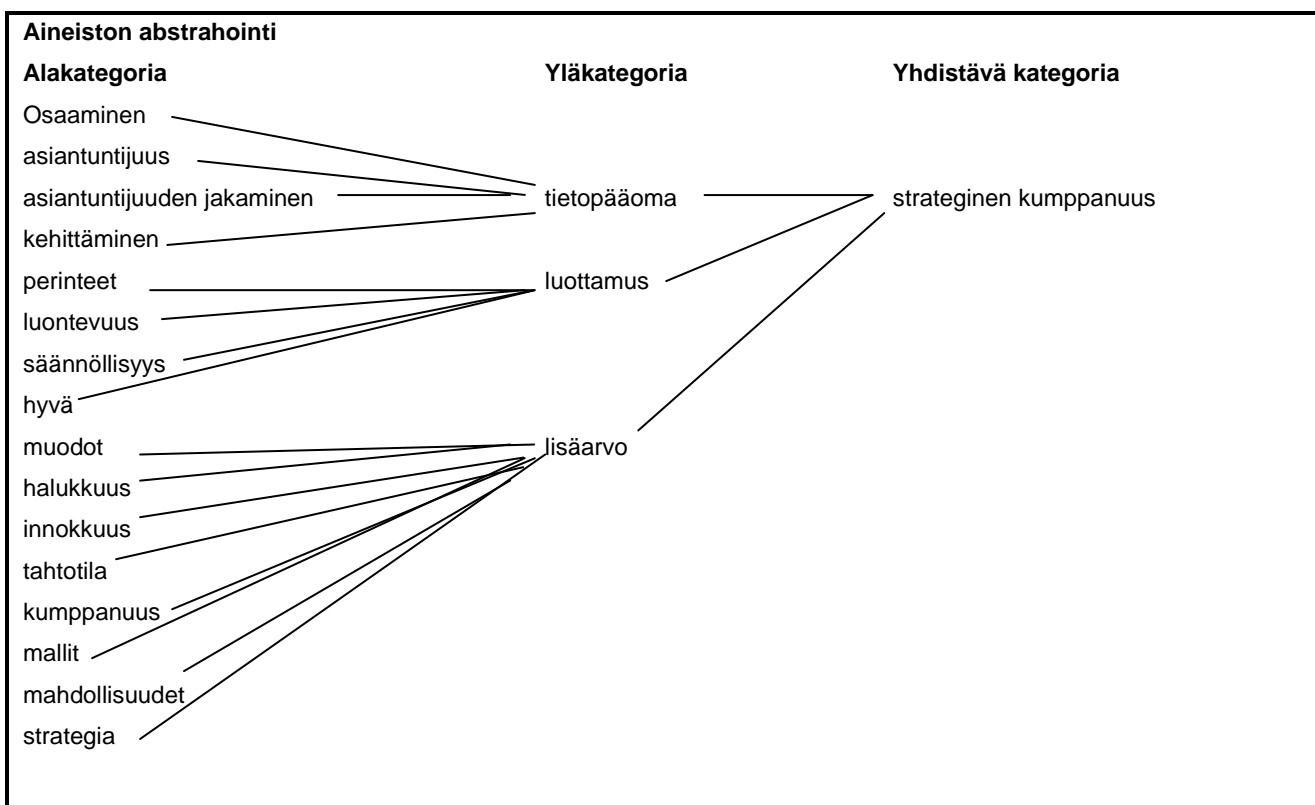 Aineiston abstrahointi
Alakategoria Yläkategoria Yhdistävä kategoria
Osaaminen
asiantuntijuus
asiantuntijuuden jakaminen tietopääoma strateginen kumppanuus
kehittäminen
perinteet luottamus
luontevuus
säännöllisyys
hyvä
muodot lisäarvo
halukkuus
innokkuus
tahtotila
kumppanuus
mallit
mahdollisuudet
strategia